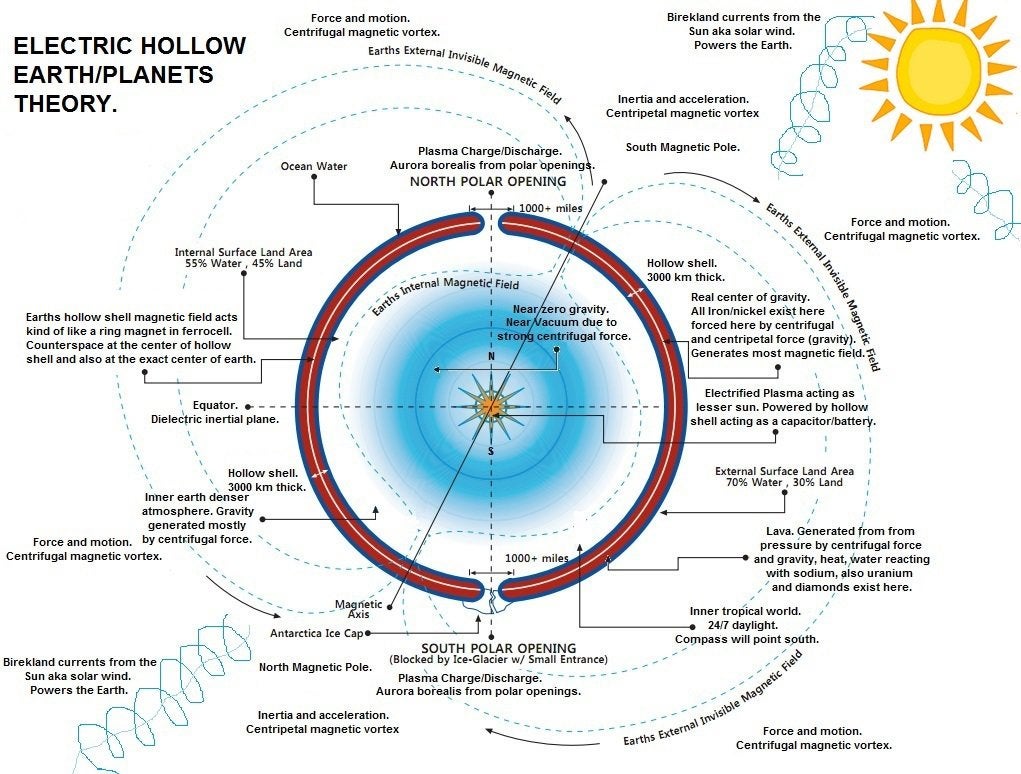 ELECTRIC HOLLOW
EARTH/PLANETS
THEORY.
Force and motion.
Centrifugal magnetic vortex.
Earths External Invisible Magnetic Field
Birekland currents from the
Sun aka solar wind.
Powers the Earth.
Inertia and acceleration.
Centripetal magnetic vortex
South Magnetic Pole.
Ocean Water
Plasma Charge/Discharge.
Aurora borealis from polar openings.
NORTH POLAR OPENING
1000+ miles
Earths External Invisible Magnetic Field
Force and motion.
Centrifugal magnetic vortex.
Internal Surface Land Area
55% Water , 45% Land
Hollow shell.
3000 km thick.
Earths Internal Magnetic Field
Near zero gravity.
Near Vacuum due to
strong centrifugal force.
Real center of gravity.
All Iron/nickel exist here
forced here by centrifugal
and centripetal force (gravity).
Generates most magnetic field.
Earths hollow shell magnetic field acts
kind of like a ring magnet in ferrocell.
Counterspace at the center of hollow
shell and also at the exact center of earth.
N
S
Equator.
Dielectric inertial plane.
Electrified Plasma acting as
lesser sun. Powered by hollow
shell acting as a capacitor/battery.
Hollow shell.
3000 km thick.
External Surface Land Area
70% Water , 30% Land
Inner earth denser
atmosphere. Gravity
generated mostly
by centrifugal force.
Force and motion.
Centrifugal magnetic vortex.
Lava. Generated from from
pressure by centrifugal force
and gravity, heat, water reacting
with sodium, also uranium
and diamonds exist here.
1000+ miles
Magnetic
Axis
Antarctica Ice Cap
Inner tropical world.
24/7 daylight.
Compass will point south.
SOUTH POLAR OPENING
(Blocked by Ice-Glacier w/ Small Entrance)
Birekland currents from the
Sun aka solar wind.
Powers the Earth.
North Magnetic Pole.
Plasma Charge/Discharge.
Aurora borealis from polar openings.
Inertia and acceleration.
Centripetal magnetic vortex
Earths External Invisible Magnetic Field
Force and motion.
Centrifugal magnetic vortex.